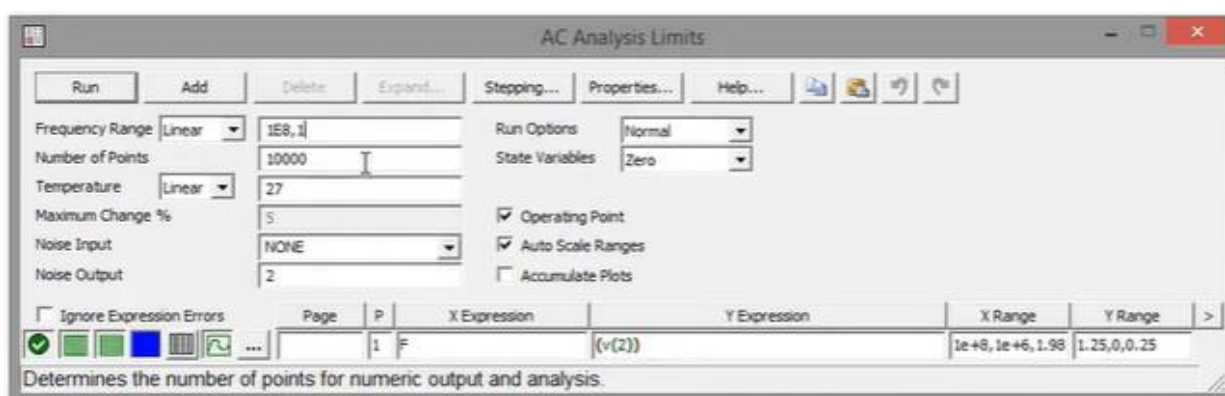 AC Analysis Limits
Run Add Delete Expand... Stepping... Properties... Help...
Frequency Range Linear 1E8,1 Run Options Normal
Number of Points 10000 State Variables Zero
Temperature Linear 27
Maximum Change % 5 Operating Point
Noise Input NONE Auto Scale Ranges
Noise Output 2 Accumulate Plots
Ignore Expression Errors Page P X Expression Y Expression X Range Y Range >
... 1 F (v(2)) 1e+8,1e+6,1.98 1.25,0,0.25
Determines the number of points for numeric output and analysis.